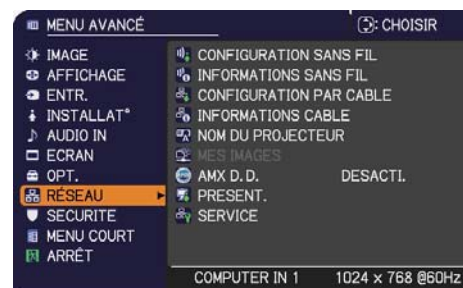 MENU AVANCÉ
: CHOISIR
IMAGE
AFFICHAGE
ENTR.
INSTALLAT°
AUDIO IN
ECRAN
OPT.
RÉSEAU
SECURITE
MENU COURT
ARRÊT
CONFIGURATION SANS FIL
INFORMATIONS SANS FIL
CONFIGURATION PAR CABLE
INFORMATIONS CABLE
NOM DU PROJECTEUR
MES IMAGES
AMX D.D. DESACTI.
PRESENT.
SERVICE
COMPUTER IN 1 1024 x 768 @60Hz